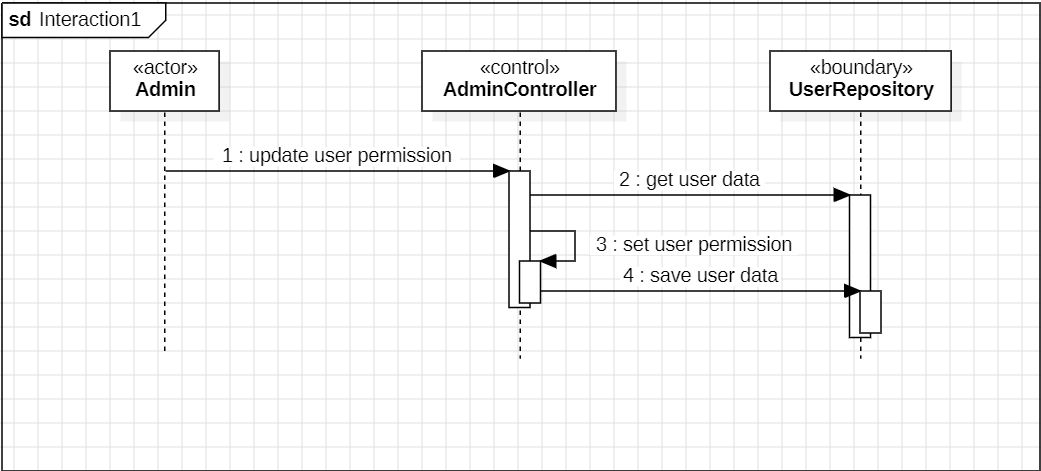 sd Interaction1
«actor»
Admin
«control»
AdminController
«boundary»
UserRepository
1 : update user permission
2 : get user data
3 : set user permission
4 : save user data